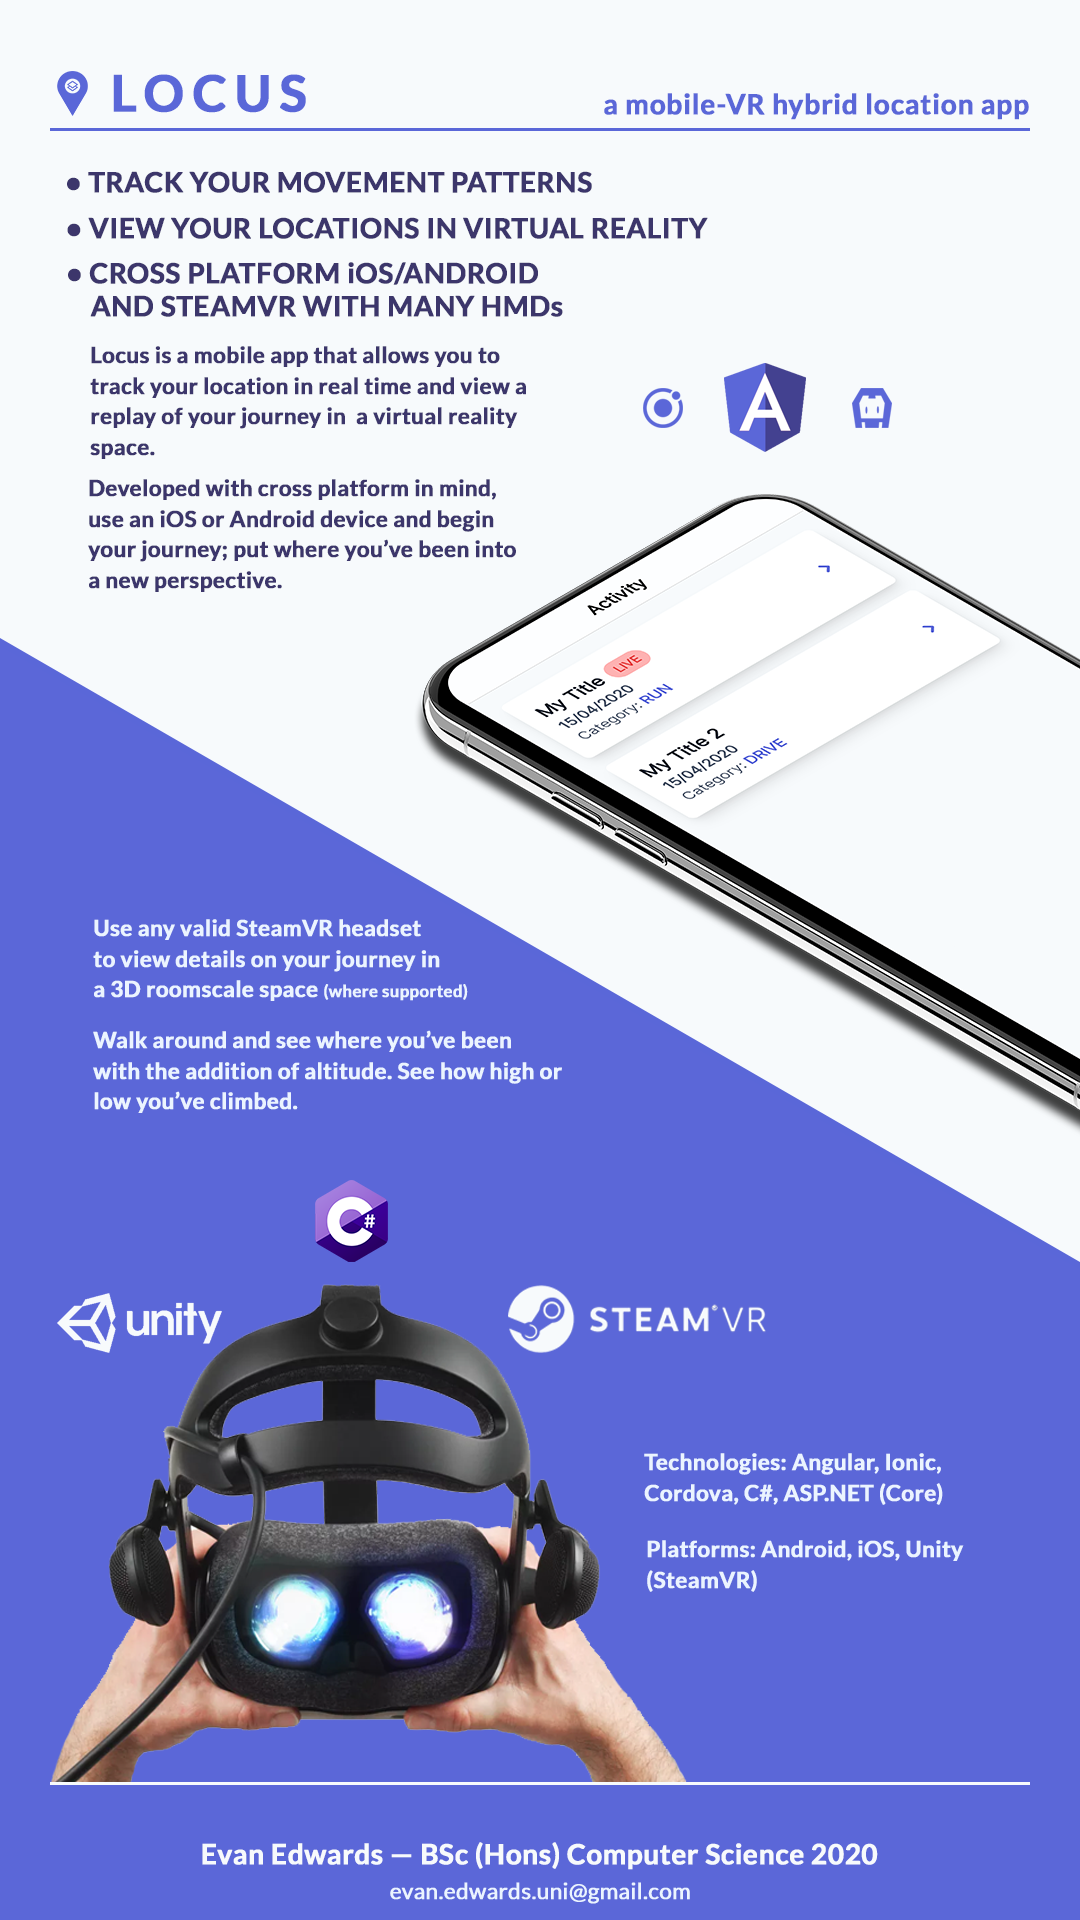 LOCUS
a mobile-VR hybrid location app
• TRACK YOUR MOVEMENT PATTERNS
• VIEW YOUR LOCATIONS IN VIRTUAL REALITY
• CROSS PLATFORM iOS/ANDROID
AND STEAMVR WITH MANY HMDs
Locus is a mobile app that allows you to
track your location in real time and view a
replay of your journey in a virtual reality
space.
Developed with cross platform in mind,
use an iOS or Android device and begin
your journey; put where you’ve been into
a new perspective.
Activity
My Title LIVE
15/04/2020
Category: RUN
My Title 2
15/04/2020
Category: DRIVE
Use any valid SteamVR headset
to view details on your journey in
a 3D roomscale space (where supported)
Walk around and see where you’ve been
with the addition of altitude. See how high or
low you’ve climbed.
C#
unity
STEAM®VR
Technologies: Angular, Ionic,
Cordova, C#, ASP.NET (Core)
Platforms: Android, iOS, Unity
(SteamVR)
Evan Edwards — BSc (Hons) Computer Science 2020
evan.edwards.uni@gmail.com